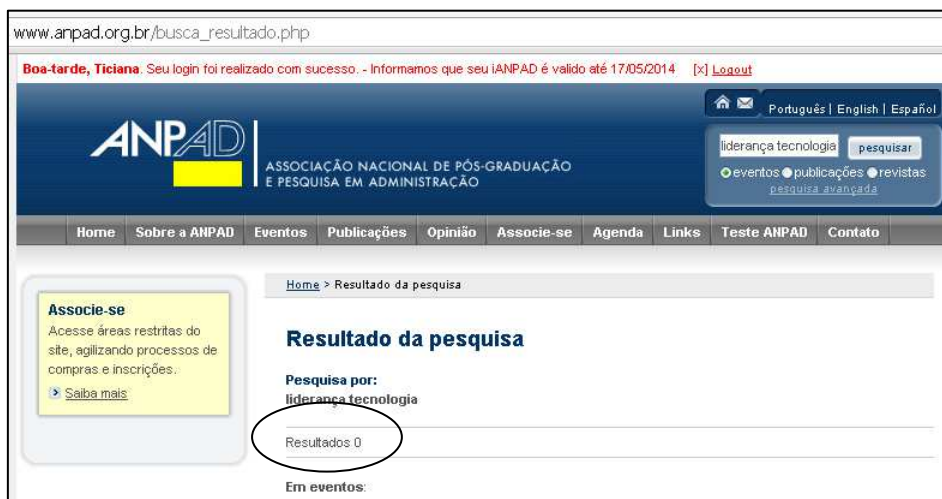 www.anpad.org.br/busca_resultado.php
Boa-tarde, Ticiana. Seu login foi realizado com sucesso. - Informamos que seu iANPAD é valido até 17/05/2014 [x] Logout
Português | English | Español
ANPAD
ASSOCIAÇÃO NACIONAL DE PÓS-GRADUAÇÃO
E PESQUISA EM ADMINISTRAÇÃO
liderança tecnologia pesquisar
eventos publicações revistas
pesquisa avançada
Home Sobre a ANPAD Eventos Publicações Opinião Associe-se Agenda Links Teste ANPAD Contato
Associe-se
Acesse áreas restritas do
site, agilizando processos de
compras e inscrições.
Saiba mais
Home > Resultado da pesquisa
Resultado da pesquisa
Pesquisa por:
liderança tecnologia
Resultados 0
Em eventos: